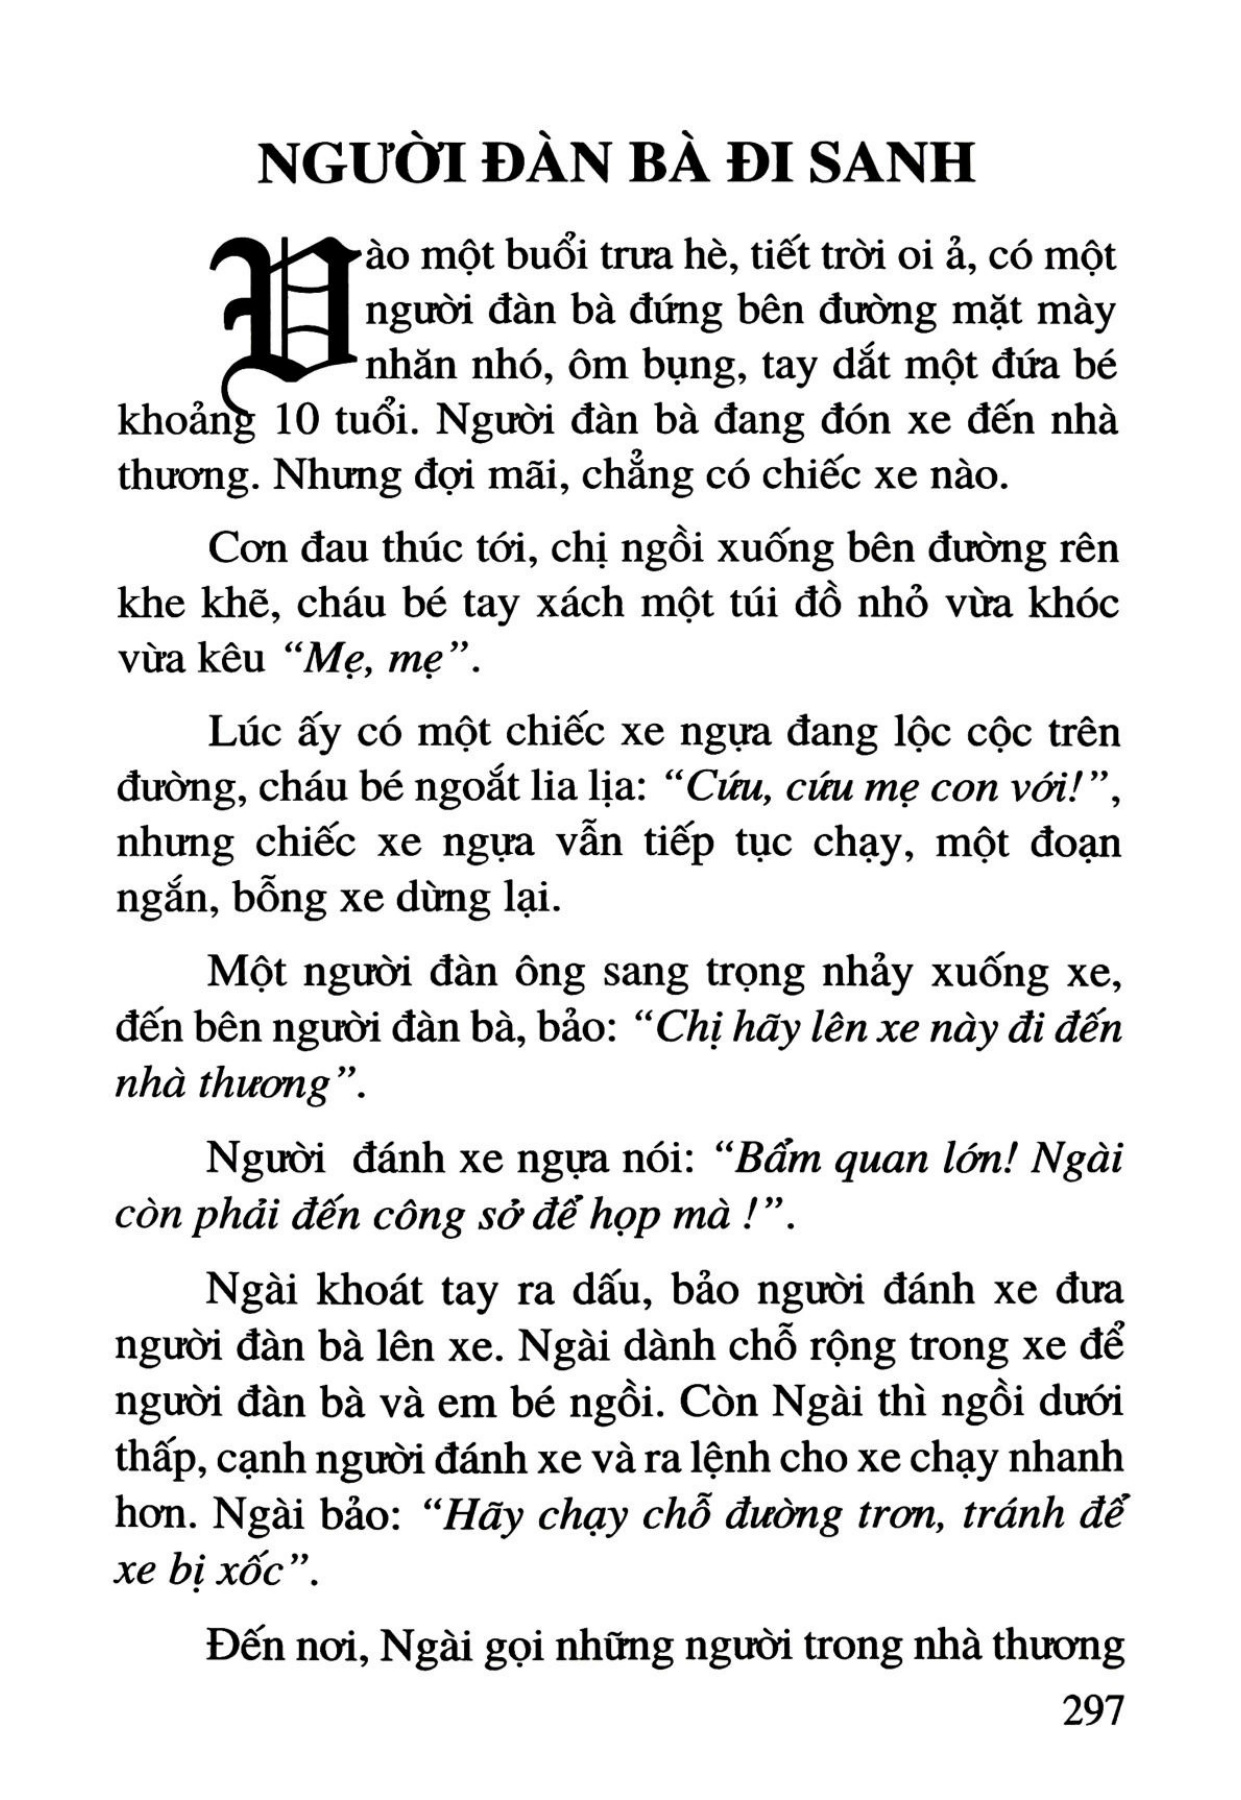 NGƯỜI ĐÀN BÀ ĐI SANH
Vào một buổi trưa hè, tiết trời oi ả, có một
người đàn bà đứng bên đường mặt mày
nhăn nhó, ôm bụng, tay dắt một đứa bé
khoảng 10 tuổi. Người đàn bà đang đón xe đến nhà
thương. Nhưng đợi mãi, chẳng có chiếc xe nào.
Cơn đau thúc tới, chị ngồi xuống bên đường rên
khe khẽ, cháu bé tay xách một túi đồ nhỏ vừa khóc
vừa kêu “Mẹ, mẹ”.
Lúc ấy có một chiếc xe ngựa đang lộc cộc trên
đường, cháu bé ngoắt lia lịa: “Cứu, cứu mẹ con với!”,
nhưng chiếc xe ngựa vẫn tiếp tục chạy, một đoạn
ngắn, bỗng xe dừng lại.
Một người đàn ông sang trọng nhảy xuống xe,
đến bên người đàn bà, bảo: “Chị hãy lên xe này đi đến
nhà thương”.
Người đánh xe ngựa nói: “Bẩm quan lớn! Ngài
còn phải đến công sở để họp mà !”.
Ngài khoát tay ra dấu, bảo người đánh xe đưa
người đàn bà lên xe. Ngài dành chỗ rộng trong xe để
người đàn bà và em bé ngồi. Còn Ngài thì ngồi dưới
thấp, cạnh người đánh xe và ra lệnh cho xe chạy nhanh
hơn. Ngài bảo: “Hãy chạy chỗ đường trơn, tránh để
xe bị xốc”.
Đến nơi, Ngài gọi những người trong nhà thương
297